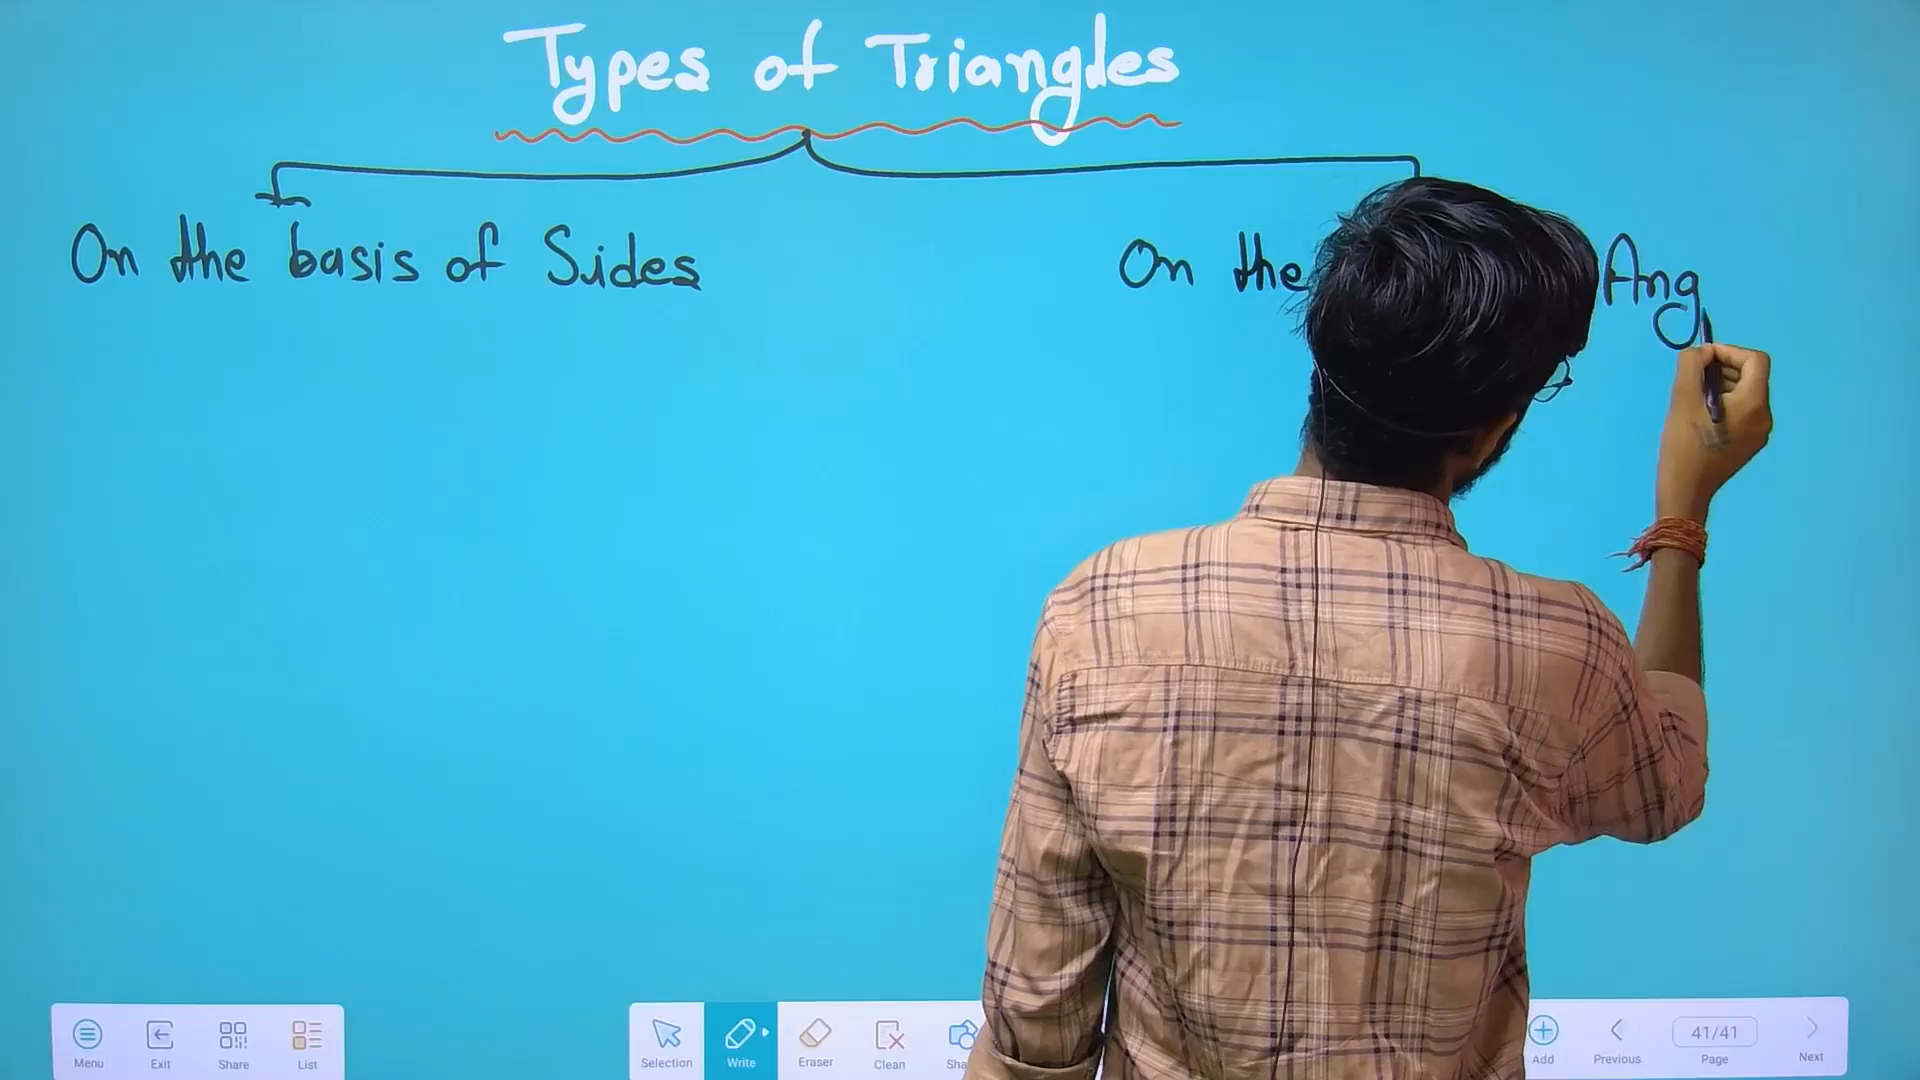 Types of Triangles
On the basis of Sides
On the Ang
Menu
Exit
Share
List
Selection
Write
Eraser
Clean
Sha
Add
Previous
41/41
Page
Next